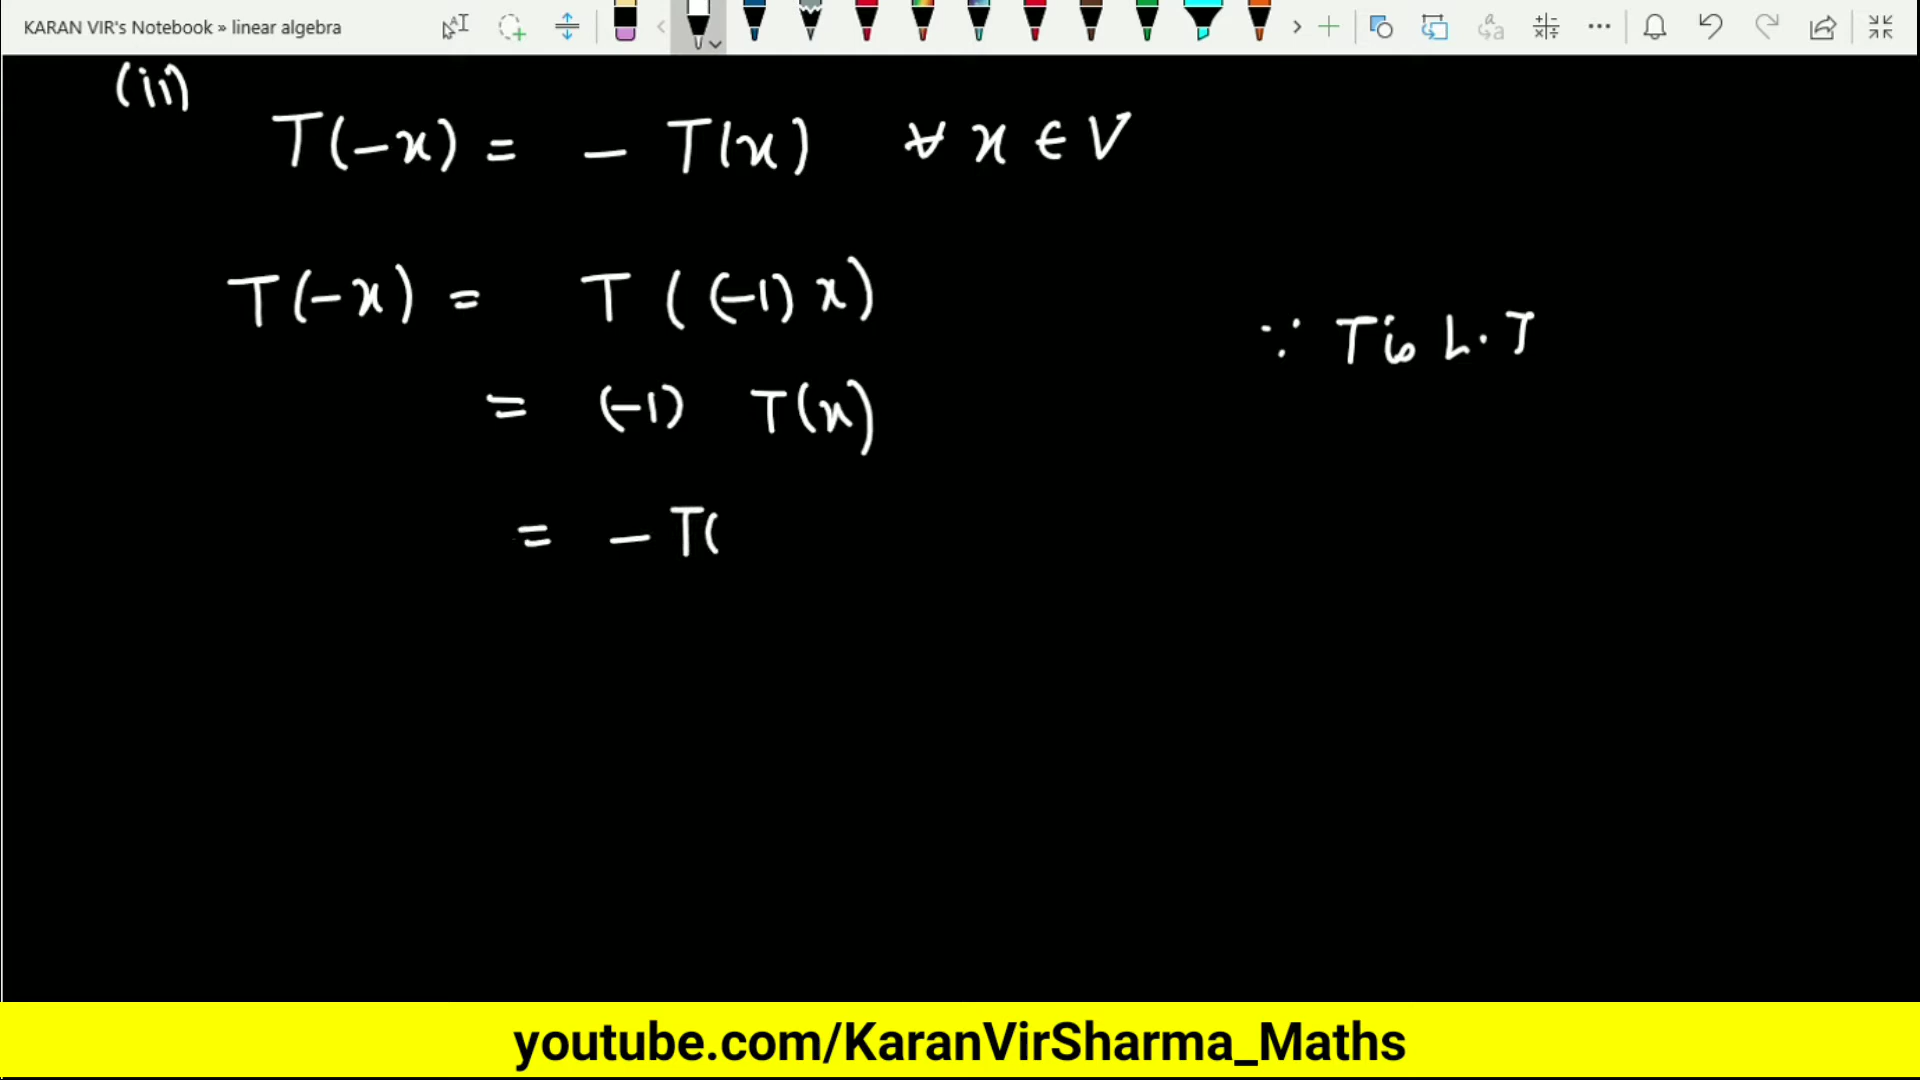 KARAN VIR's Notebook » linear algebra
(ii)
T(-x) = - T(x) ∀ x ∈ V
T(-x) = T((-1)x)
∵ T is L.T
= (-1) T(x)
= - T(
youtube.com/KaranVirSharma_Maths